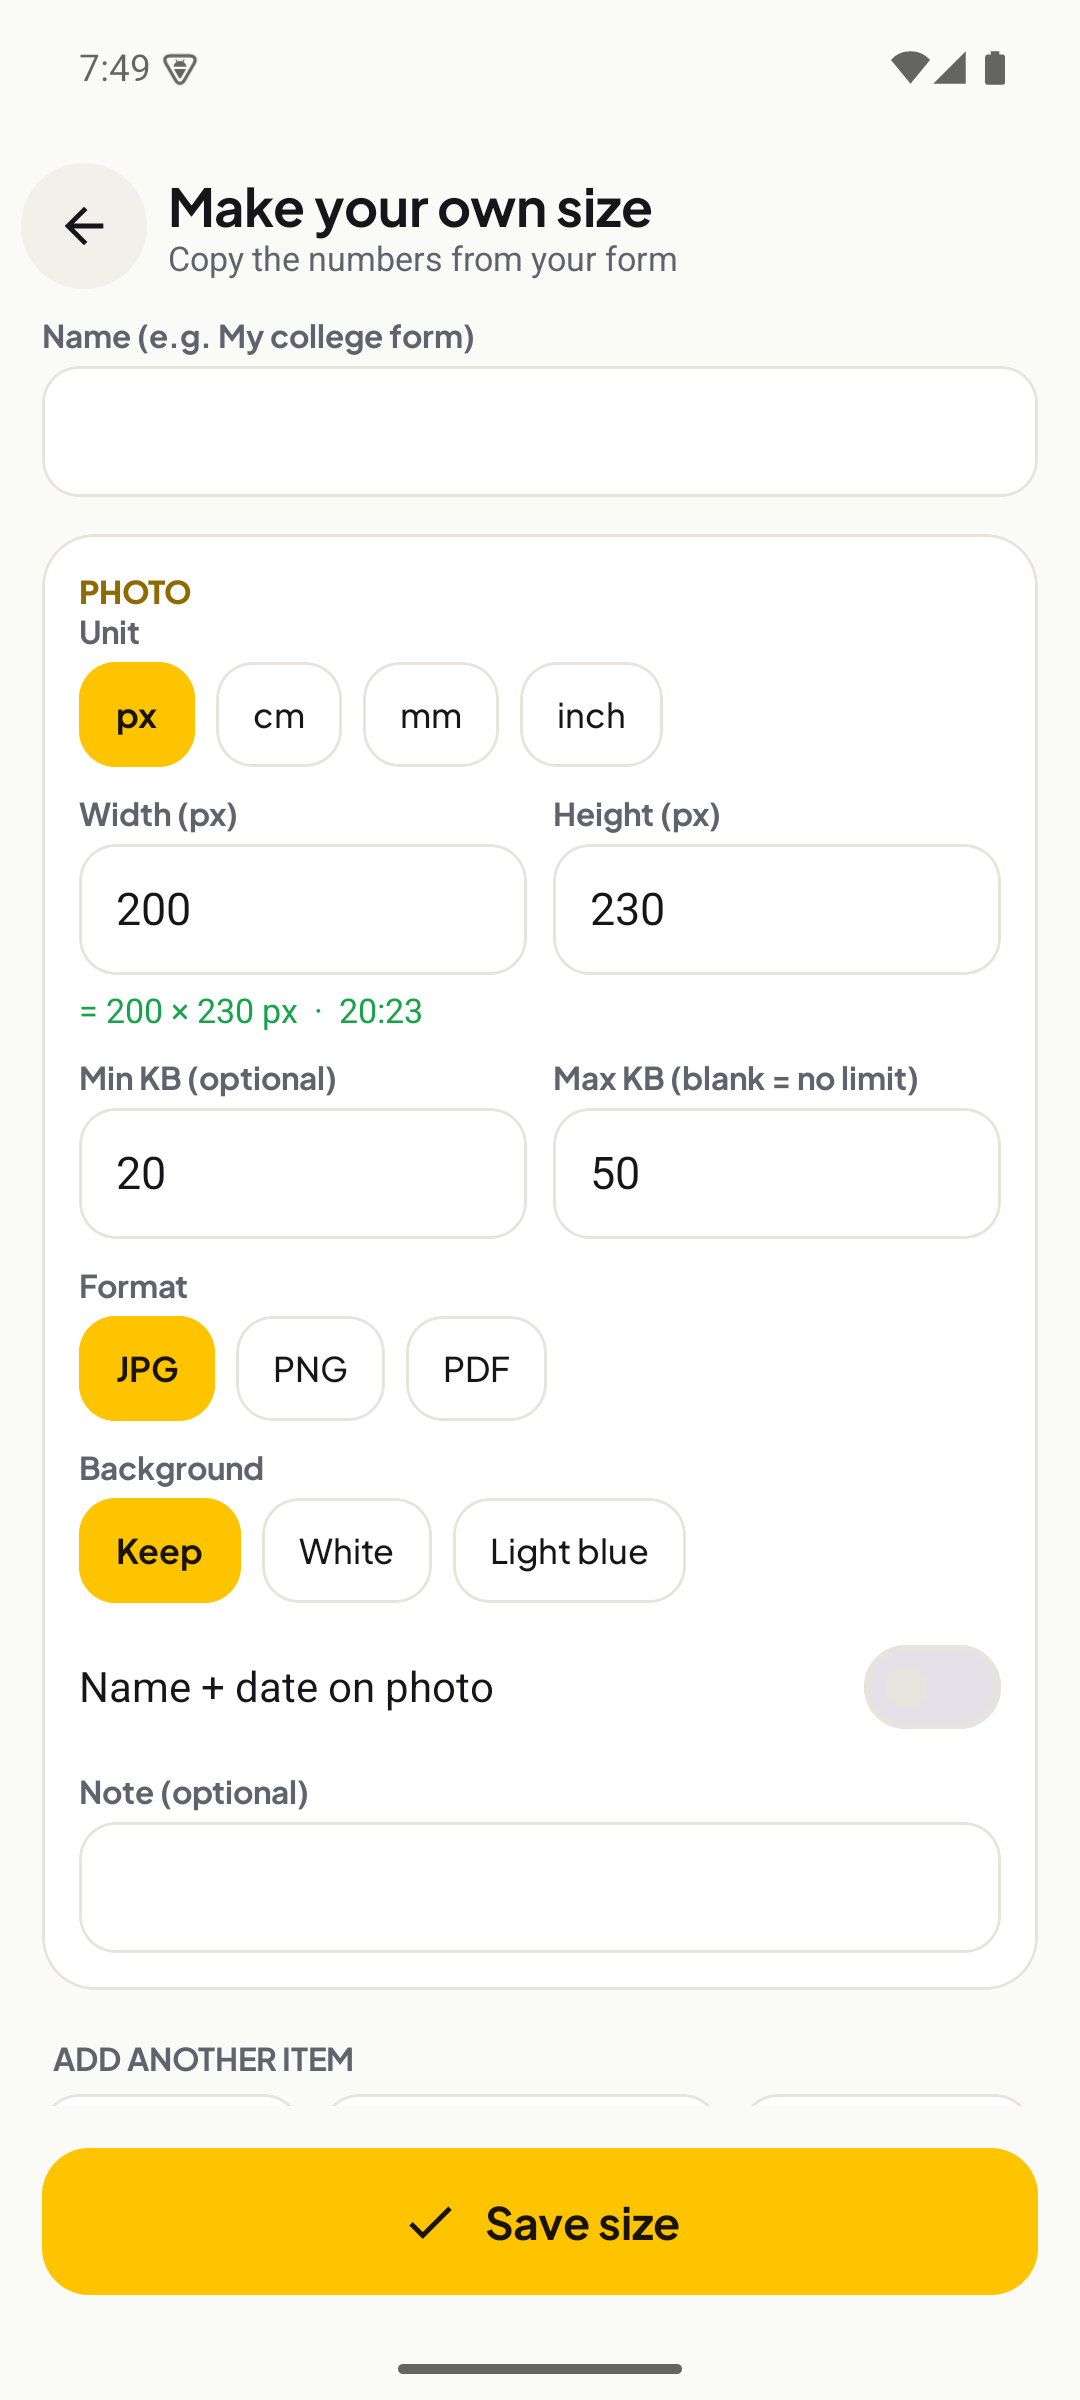 7:49
Make your own size
Copy the numbers from your form
Name (e.g. My college form)
PHOTO
Unit
px cm mm inch
Width (px) Height (px)
200 230
= 200 × 230 px · 20:23
Min KB (optional) Max KB (blank = no limit)
20 50
Format
JPG PNG PDF
Background
Keep White Light blue
Name + date on photo
Note (optional)
ADD ANOTHER ITEM
Save size